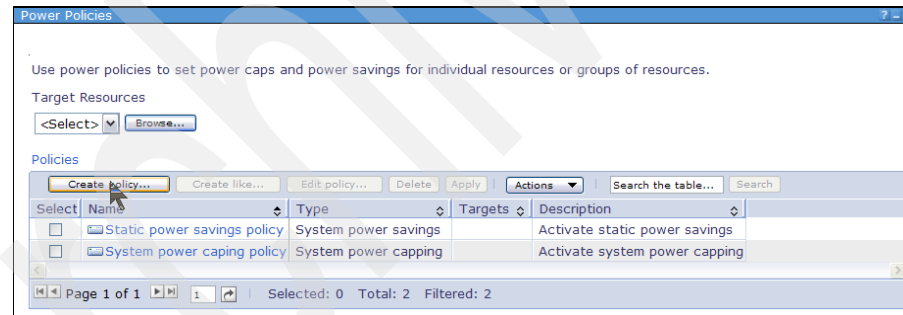 Power Policies ? –
Use power policies to set power caps and power savings for individual resources or groups of resources.
Target Resources
<Select> Browse...
Policies
Create policy... Create like... Edit policy... Delete Apply Actions Search the table... Search
Select Name Type Targets Description
Static power savings policy System power savings Activate static power savings
System power caping policy System power capping Activate system power capping
Page 1 of 1 1 Selected: 0 Total: 2 Filtered: 2